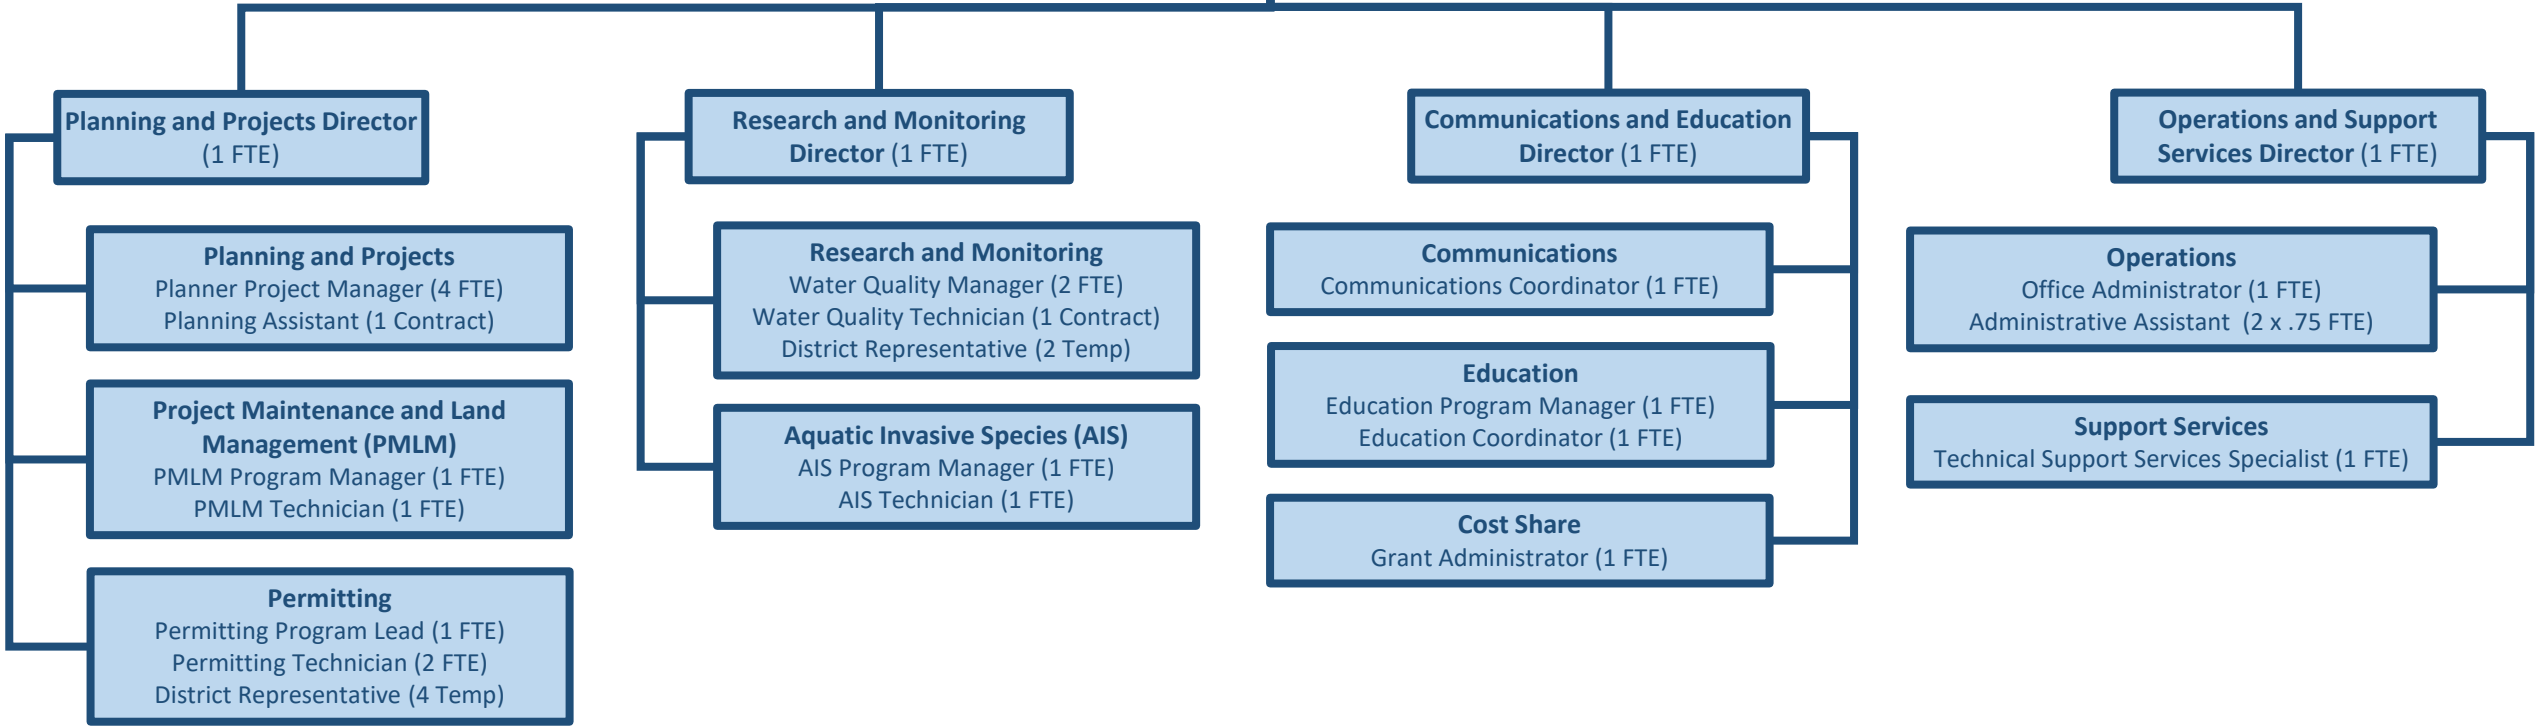 Planning and Projects Director
(1 FTE)
Planning and Projects
Planner Project Manager (4 FTE)
Planning Assistant (1 Contract)
Project Maintenance and Land
Management (PMLM)
PMLM Program Manager (1 FTE)
PMLM Technician (1 FTE)
Permitting
Permitting Program Lead (1 FTE)
Permitting Technician (2 FTE)
District Representative (4 Temp)
Research and Monitoring
Director (1 FTE)
Research and Monitoring
Water Quality Manager (2 FTE)
Water Quality Technician (1 Contract)
District Representative (2 Temp)
Aquatic Invasive Species (AIS)
AIS Program Manager (1 FTE)
AIS Technician (1 FTE)
Communications and Education
Director (1 FTE)
Communications
Communications Coordinator (1 FTE)
Education
Education Program Manager (1 FTE)
Education Coordinator (1 FTE)
Cost Share
Grant Administrator (1 FTE)
Operations and Support
Services Director (1 FTE)
Operations
Office Administrator (1 FTE)
Administrative Assistant (2 x .75 FTE)
Support Services
Technical Support Services Specialist (1 FTE)